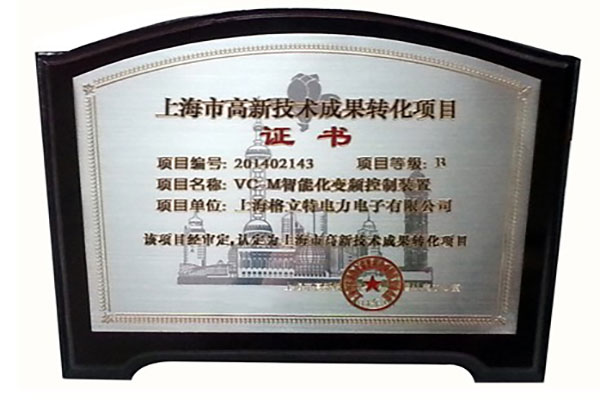 上海市高新技术成果转化项目
证书
项目编号: 201402143 项目等级: B
项目名称: VC-M智能化变频控制装置
项目单位: 上海格立特电力电子有限公司
该项目经审定,认定为上海市高新技术成果转化项目